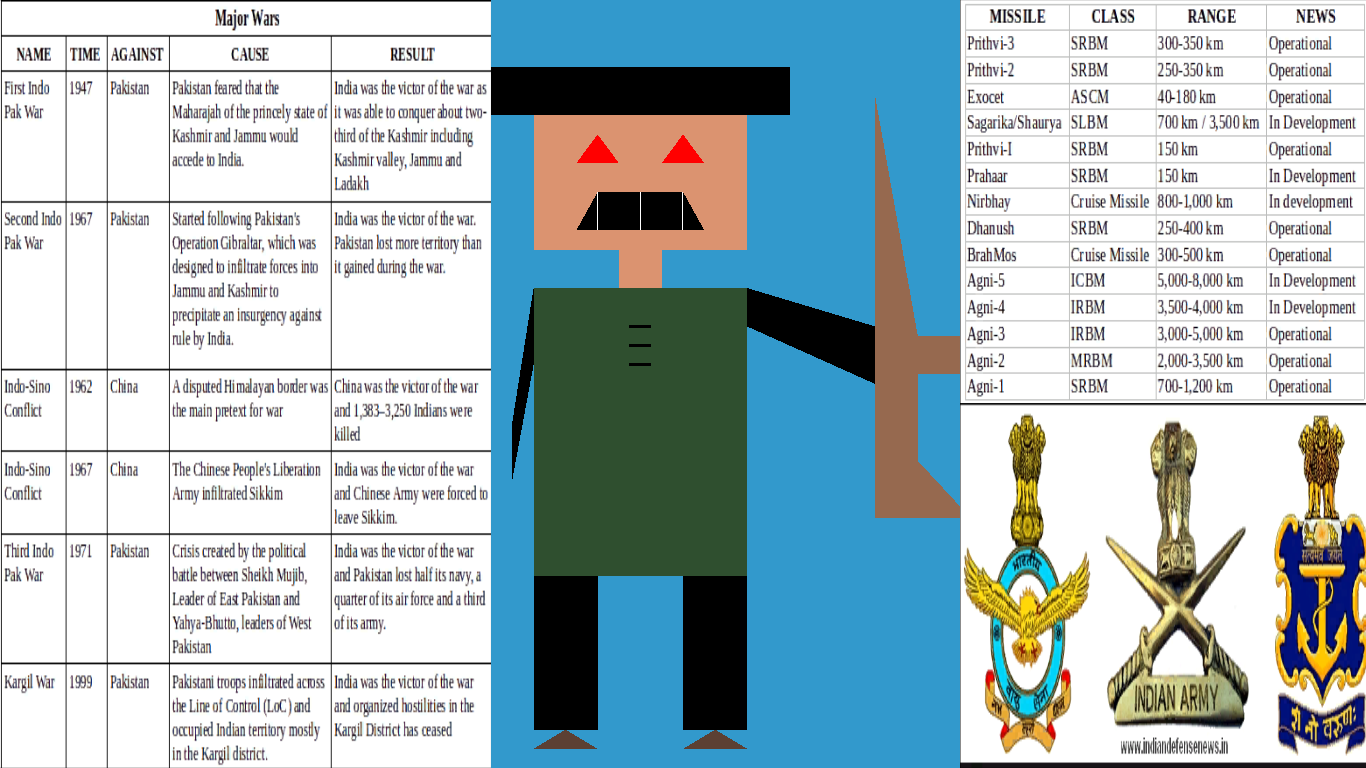 Major Wars
NAME TIME AGAINST CAUSE RESULT
First Indo
Pak War
1947
Pakistan
Pakistan feared that the
Maharajah of the princely state of
Kashmir and Jammu would
accede to India.
India was the victor of the war as
it was able to conquer about two-
third of the Kashmir including
Kashmir valley, Jammu and
Ladakh
Second Indo
Pak War
1967
Pakistan
Started following Pakistan's
Operation Gibraltar, which was
designed to infiltrate forces into
Jammu and Kashmir to
precipitate an insurgency against
rule by India.
India was the victor of the war.
Pakistan lost more territory than
it gained during the war.
Indo-Sino
Conflict
1962
China
A disputed Himalayan border was
the main pretext for war
China was the victor of the war
and 1,383–3,250 Indians were
killed
Indo-Sino
Conflict
1967
China
The Chinese People's Liberation
Army infiltrated Sikkim
India was the victor of the war
and Chinese Army were forced to
leave Sikkim.
Third Indo
Pak War
1971
Pakistan
Crisis created by the political
battle between Sheikh Mujib,
Leader of East Pakistan and
Yahya-Bhutto, leaders of West
Pakistan
India was the victor of the war
and Pakistan lost half its navy, a
quarter of its air force and a third
of its army.
Kargil War
1999
Pakistan
Pakistani troops infiltrated across
the Line of Control (LoC) and
occupied Indian territory mostly
in the Kargil district.
India was the victor of the war
and organized hostilities in the
Kargil District has ceased
MISSILE CLASS RANGE NEWS
Prithvi-3 SRBM 300-350 km Operational
Prithvi-2 SRBM 250-350 km Operational
Exocet ASCM 40-180 km Operational
Sagarika/Shaurya SLBM 700 km / 3,500 km In Development
Prithvi-I SRBM 150 km Operational
Prahaar SRBM 150 km In Development
Nirbhay Cruise Missile 800-1,000 km In development
Dhanush SRBM 250-400 km Operational
BrahMos Cruise Missile 300-500 km Operational
Agni-5 ICBM 5,000-8,000 km In Development
Agni-4 IRBM 3,500-4,000 km In Development
Agni-3 IRBM 3,000-5,000 km Operational
Agni-2 MRBM 2,000-3,500 km Operational
Agni-1 SRBM 700-1,200 km Operational
भारतीय
वायु सेना
INDIAN ARMY
सत्यमेव जयते
शं नो वरुणः
www.indiandefensenews.in